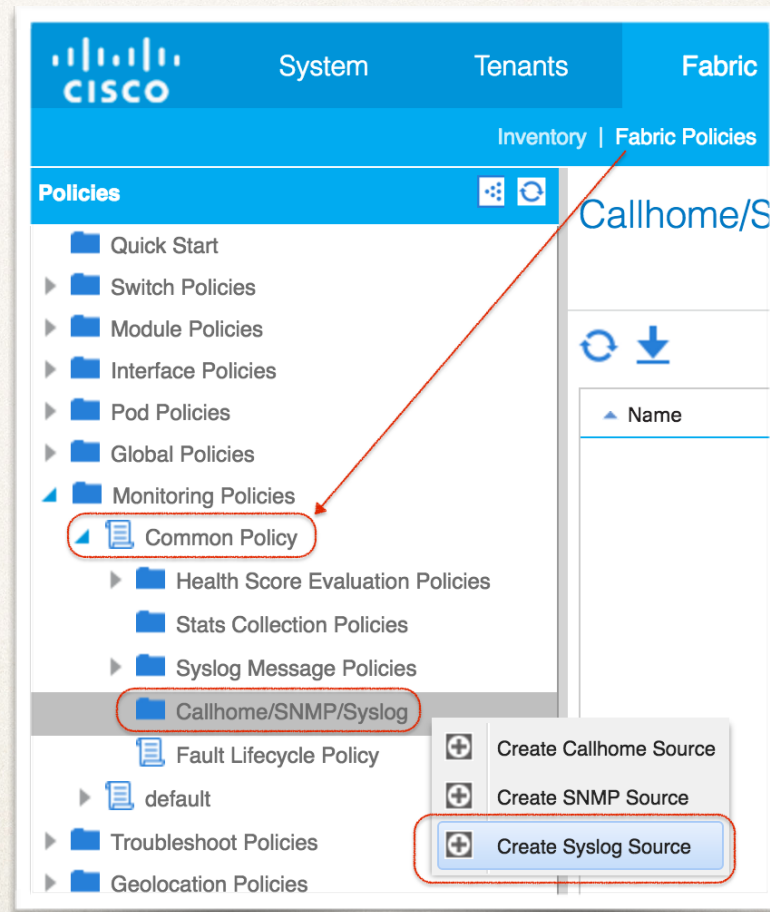 CISCO
System Tenants Fabric
Inventory | Fabric Policies
Policies
Callhome/S
Quick Start
Switch Policies
Module Policies
Interface Policies
Pod Policies
Global Policies
Monitoring Policies
Common Policy
Health Score Evaluation Policies
Stats Collection Policies
Syslog Message Policies
Callhome/SNMP/Syslog
Fault Lifecycle Policy
default
Troubleshoot Policies
Geolocation Policies
Name
Create Callhome Source
Create SNMP Source
Create Syslog Source